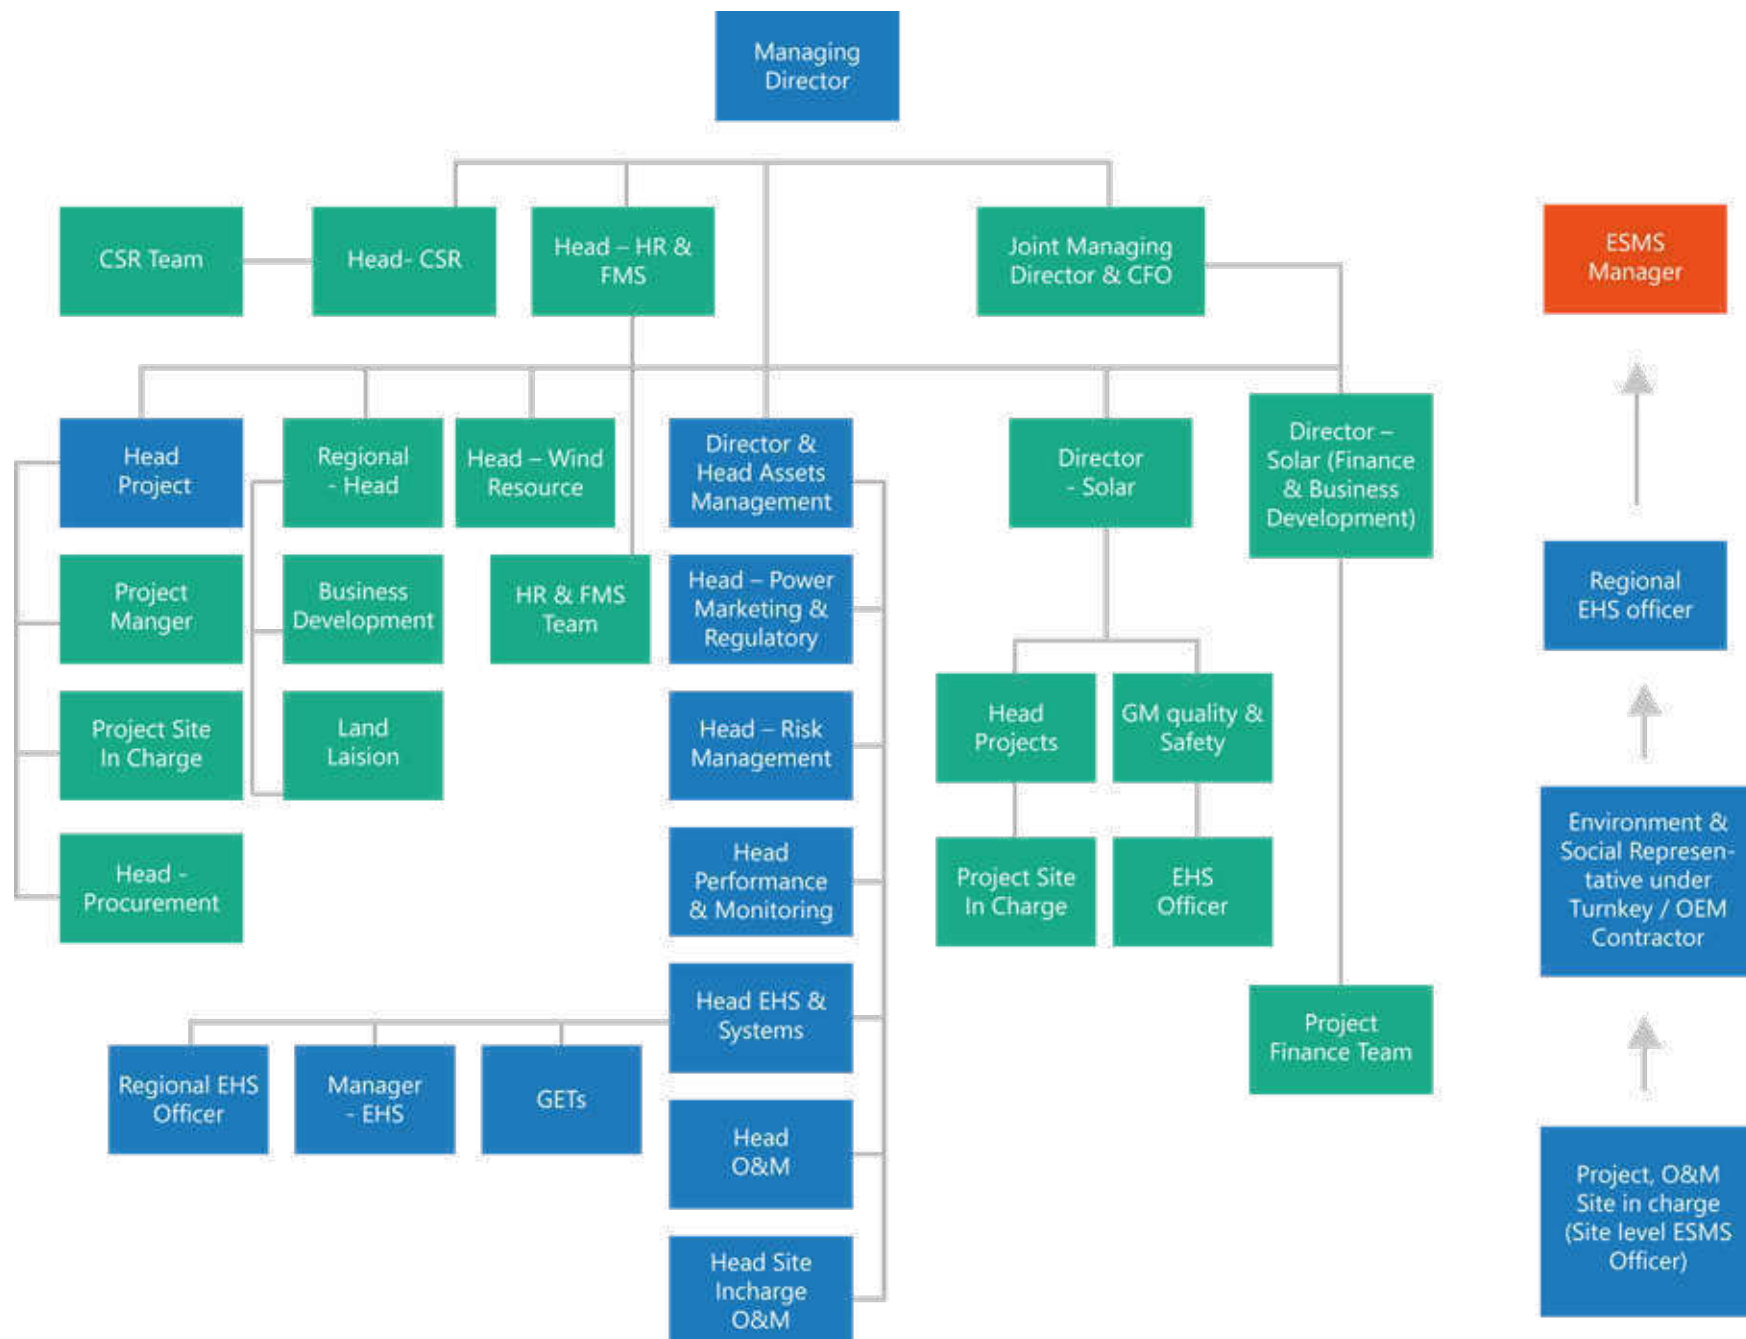 Managing
Director
CSR Team
Head- CSR
Head – HR &
FMS
Joint Managing
Director & CFO
ESMS
Manager
Head
Project
Regional
- Head
Head – Wind
Resource
Director &
Head Assets
Management
Director
- Solar
Director –
Solar (Finance
& Business
Development)
Project
Manger
Business
Development
HR & FMS
Team
Head – Power
Marketing &
Regulatory
Regional
EHS officer
Project Site
In Charge
Land
Laision
Head – Risk
Management
Head
Projects
GM quality &
Safety
Head -
Procurement
Head
Performance
& Monitoring
Project Site
In Charge
EHS
Officer
Environment &
Social Represen-
tative under
Turnkey / OEM
Contractor
Head EHS &
Systems
Project
Finance Team
Regional EHS
Officer
Manager
- EHS
GETs
Head
O&M
Project, O&M
Site in charge
(Site level ESMS
Officer)
Head Site
Incharge
O&M